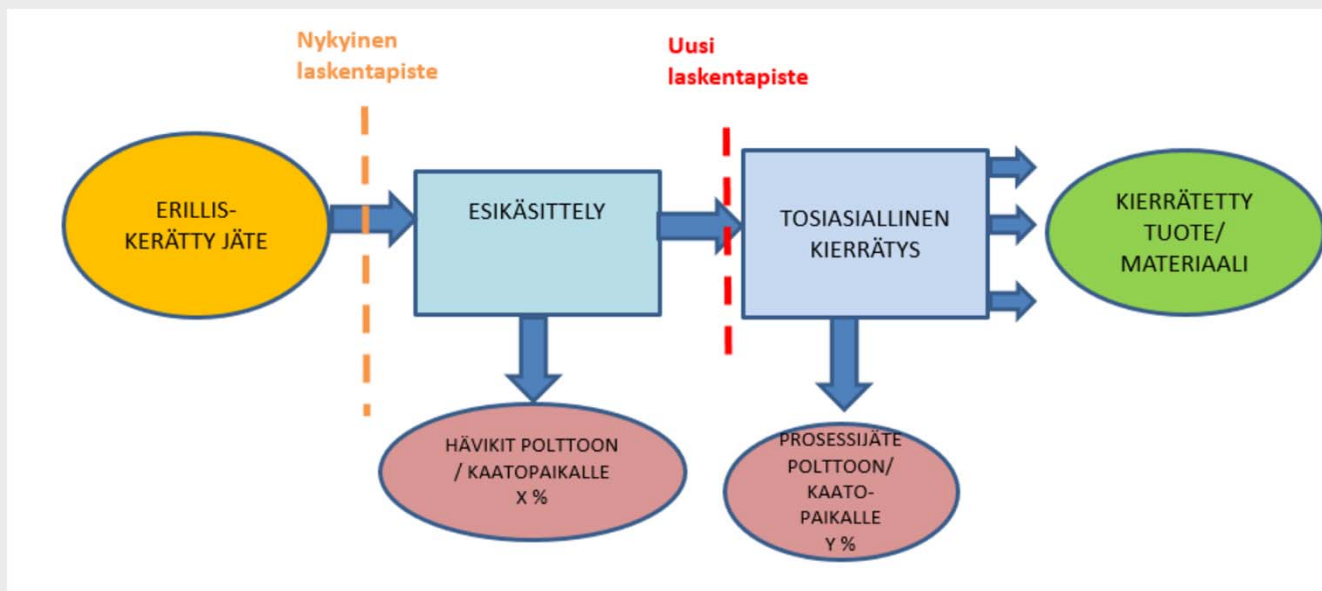 Nykyinen
laskentapiste
Uusi
laskentapiste
ERILLIS-
KERÄTTY JÄTE
ESIKÄSITTELY
TOSIASIALLINEN
KIERRÄTYS
KIERRÄTETTY
TUOTE/
MATERIAALI
HÄVIKIT POLTTOON
/ KAATOPAIKALLE
X %
PROSESSIJÄTE
POLTTOON/
KAATO-
PAIKALLE
Y %